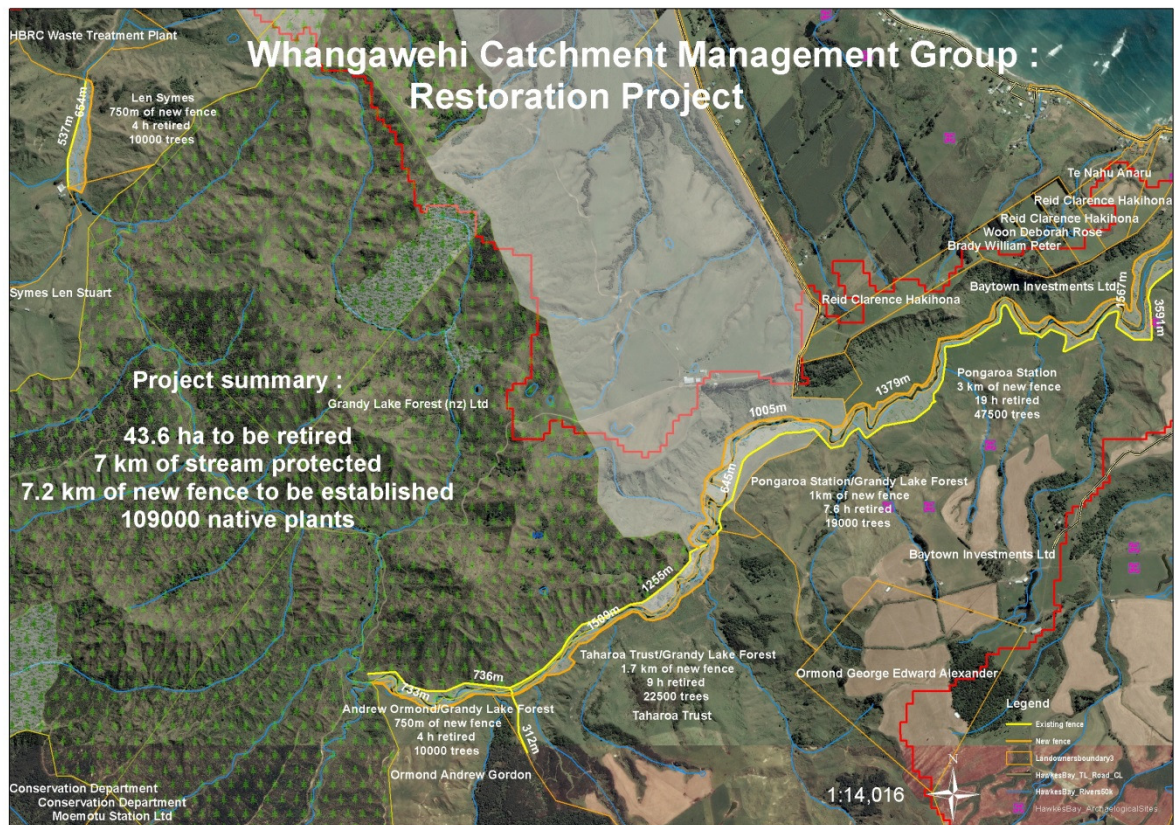 Whangawehi Catchment Management Group :
Restoration Project
HBRC Waste Treatment Plant
Len Symes
750m of new fence
4 h retired
10000 trees
537m
654m
Symes Len Stuart
Te Nahu Anaru
Reid Clarence Hakihona
Reid Clarence Hakihona
Woon Deborah Rose
Brady William Peter
Baytown Investments Ltd
Reid Clarence Hakihona
1567m
3591m
Project summary :
43.6 ha to be retired
7 km of stream protected
7.2 km of new fence to be established
109000 native plants
Grandy Lake Forest (nz) Ltd
Pongaroa Station
3 km of new fence
19 h retired
47500 trees
1379m
1005m
645m
Pongaroa Station/Grandy Lake Forest
1km of new fence
7.6 h retired
19000 trees
Baytown Investments Ltd
1255m
1580m
736m
733m
312m
Taharoa Trust/Grandy Lake Forest
1.7 km of new fence
9 h retired
22500 trees
Taharoa Trust
Ormond George Edward Alexander
Andrew Ormond/Grandy Lake Forest
750m of new fence
4 h retired
10000 trees
Ormond Andrew Gordon
Conservation Department
Conservation Department
Moemotu Station Ltd
1:14,016
N
Legend
Existing fence
New fence
Landownersboundary3
HawkesBay_TL_Road_CL
HawkesBay_Rivers50k
HawkesBay_ArchaelogicalSites